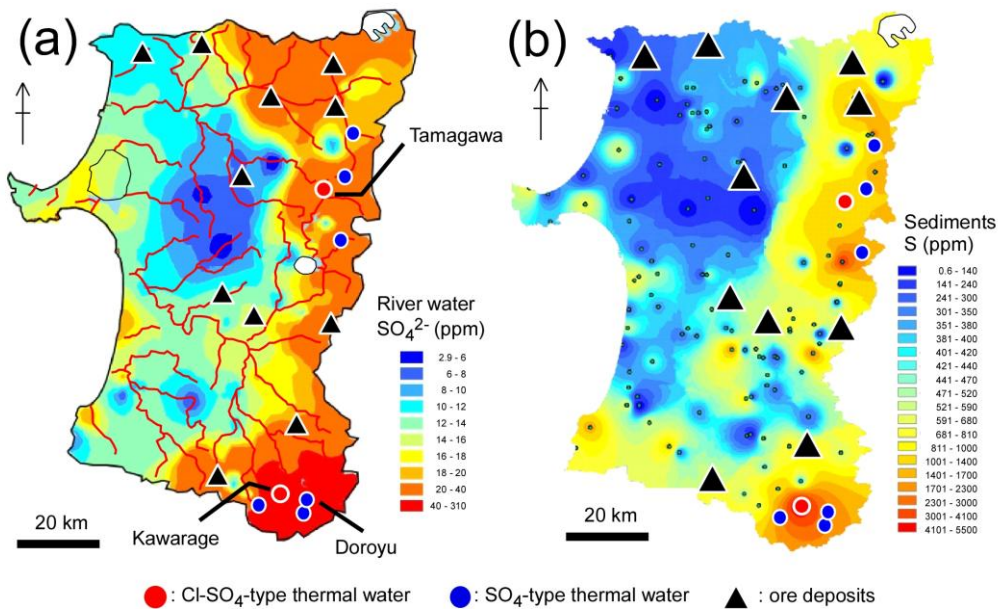 (a)
Tamagawa
River water
SO₄²⁻ (ppm)
2.9 - 6
6 - 8
8 - 10
10 - 12
12 - 14
14 - 16
16 - 18
18 - 20
20 - 40
40 - 310
20 km
Kawarage
Doroyu
(b)
Sediments
S (ppm)
0.6 - 140
141 - 240
241 - 300
301 - 350
351 - 380
381 - 400
401 - 420
421 - 440
441 - 470
471 - 520
521 - 590
591 - 680
681 - 810
811 - 1000
1001 - 1400
1401 - 1700
1701 - 2300
2301 - 3000
3001 - 4100
4101 - 5500
20 km
: Cl-SO₄-type thermal water
: SO₄-type thermal water
: ore deposits